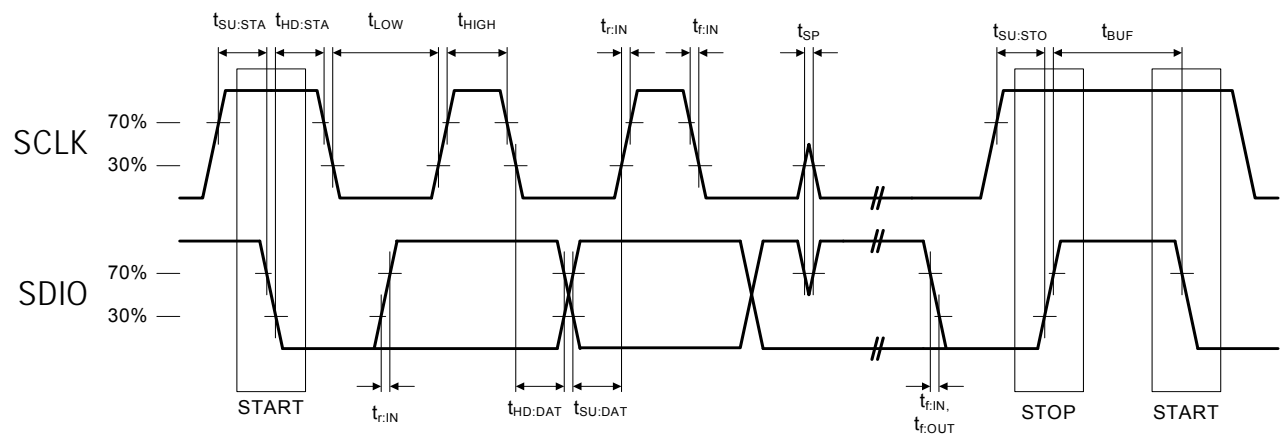 tSU:STA tHD:STA tLOW tHIGH tr:IN tf:IN tSP tSU:STO tBUF
SCLK
70%
30%
SDIO
70%
30%
START
tr:IN
tHD:DAT tSU:DAT
tf:IN,
tf:OUT
STOP
START